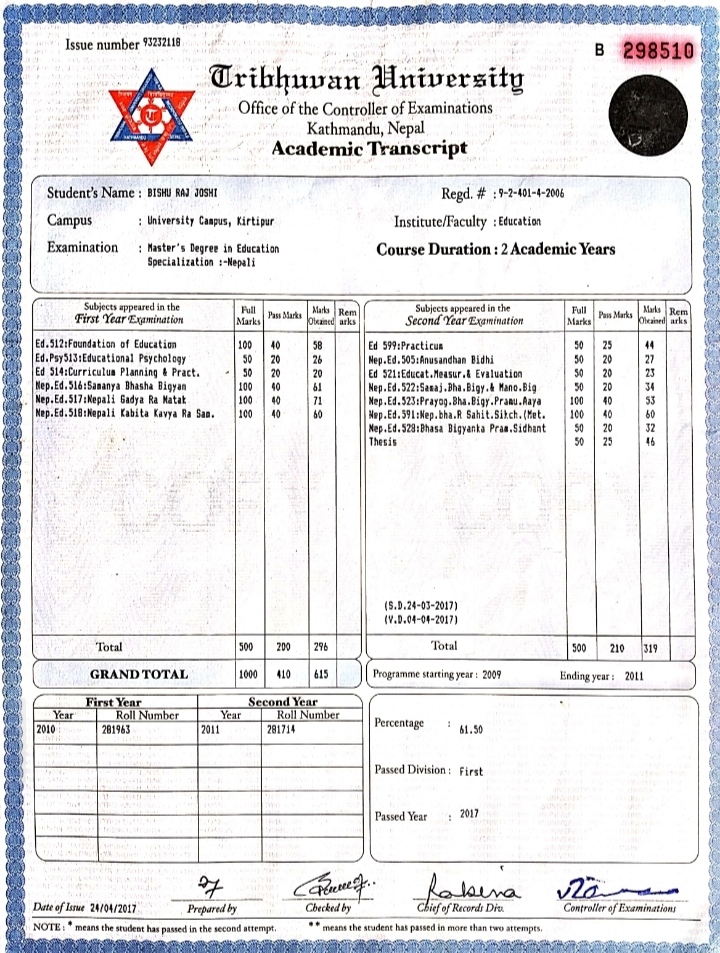 Issue number 93232118
B 298510
Tribhuvan University
Office of the Controller of Examinations
Kathmandu, Nepal
Academic Transcript
Student's Name : BISHU RAJ JOSHI
Regd. # : 9-2-401-4-2006
Campus : University Campus, Kirtipur
Institute/Faculty : Education
Examination : Master's Degree in Education
Specialization :-Nepali
Course Duration : 2 Academic Years
Subjects appeared in the First Year Examination Full Marks Pass Marks Marks Obtained Remarks
Ed.512:Foundation of Education 100 40 58
Ed.Psy513:Educational Psychology 50 20 26
Ed 514:Curriculum Planning & Pract. 50 20 20
Nep.Ed.516:Samanya Bhasha Bigyan 100 40 61
Nep.Ed.517:Nepali Gadya Ra Natak 100 40 71
Nep.Ed.518:Nepali Kabita Kavya Ra Sam. 100 40 60
Total 500 200 296
GRAND TOTAL 1000 410 615
Subjects appeared in the Second Year Examination Full Marks Pass Marks Marks Obtained Remarks
Ed 599:Practicum 50 25 44
Nep.Ed.505:Anusandhan Bidhi 50 20 27
Ed 521:Educat.Measur.& Evaluation 50 20 23
Nep.Ed.522:Samaj.Bha.Bigy.& Mano.Big 50 20 34
Nep.Ed.523:Prayog.Bha.Bigy.Pramu.Aaya 100 40 53
Nep.Ed.591:Nep.bha.R Sahit.Sikch.(Met. 100 40 60
Nep.Ed.528:Bhasa Bigyanka Pram.Sidhant 50 20 32
Thesis 50 25 46
(S.D.24-03-2017)
(V.D.04-04-2017)
Total 500 210 319
Programme starting year : 2009 Ending year : 2011
First Year Second Year
Year Roll Number Year Roll Number
2010 281963 2011 281714
Percentage : 61.50
Passed Division : First
Passed Year : 2017
Date of Issue 24/04/2017 Prepared by Checked by Chief of Records Div. Controller of Examinations
NOTE : * means the student has passed in the second attempt. ** means the student has passed in more than two attempts.